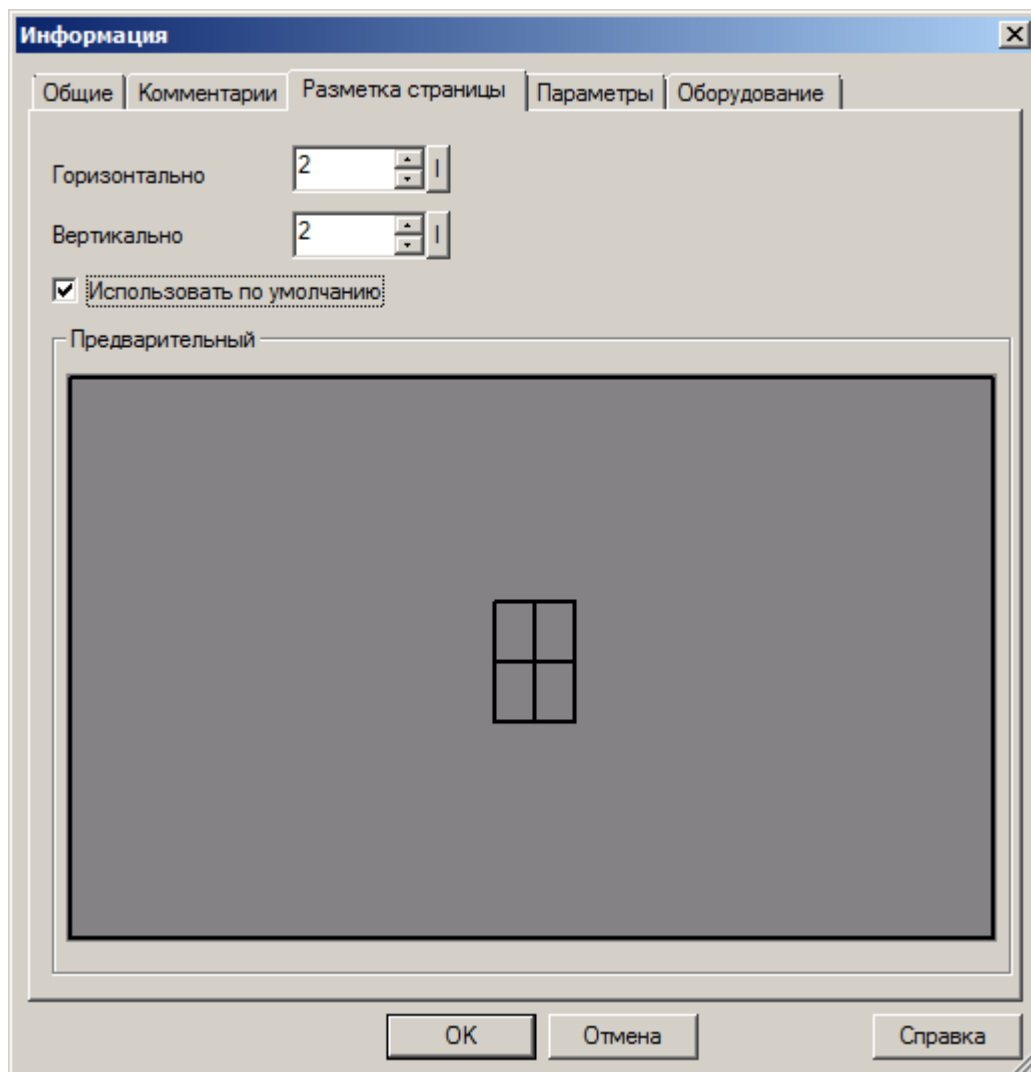 Информация
Общие Комментарии Разметка страницы Параметры Оборудование
Горизонтально 2
Вертикально 2
Использовать по умолчанию
Предварительный
OK Отмена Справка